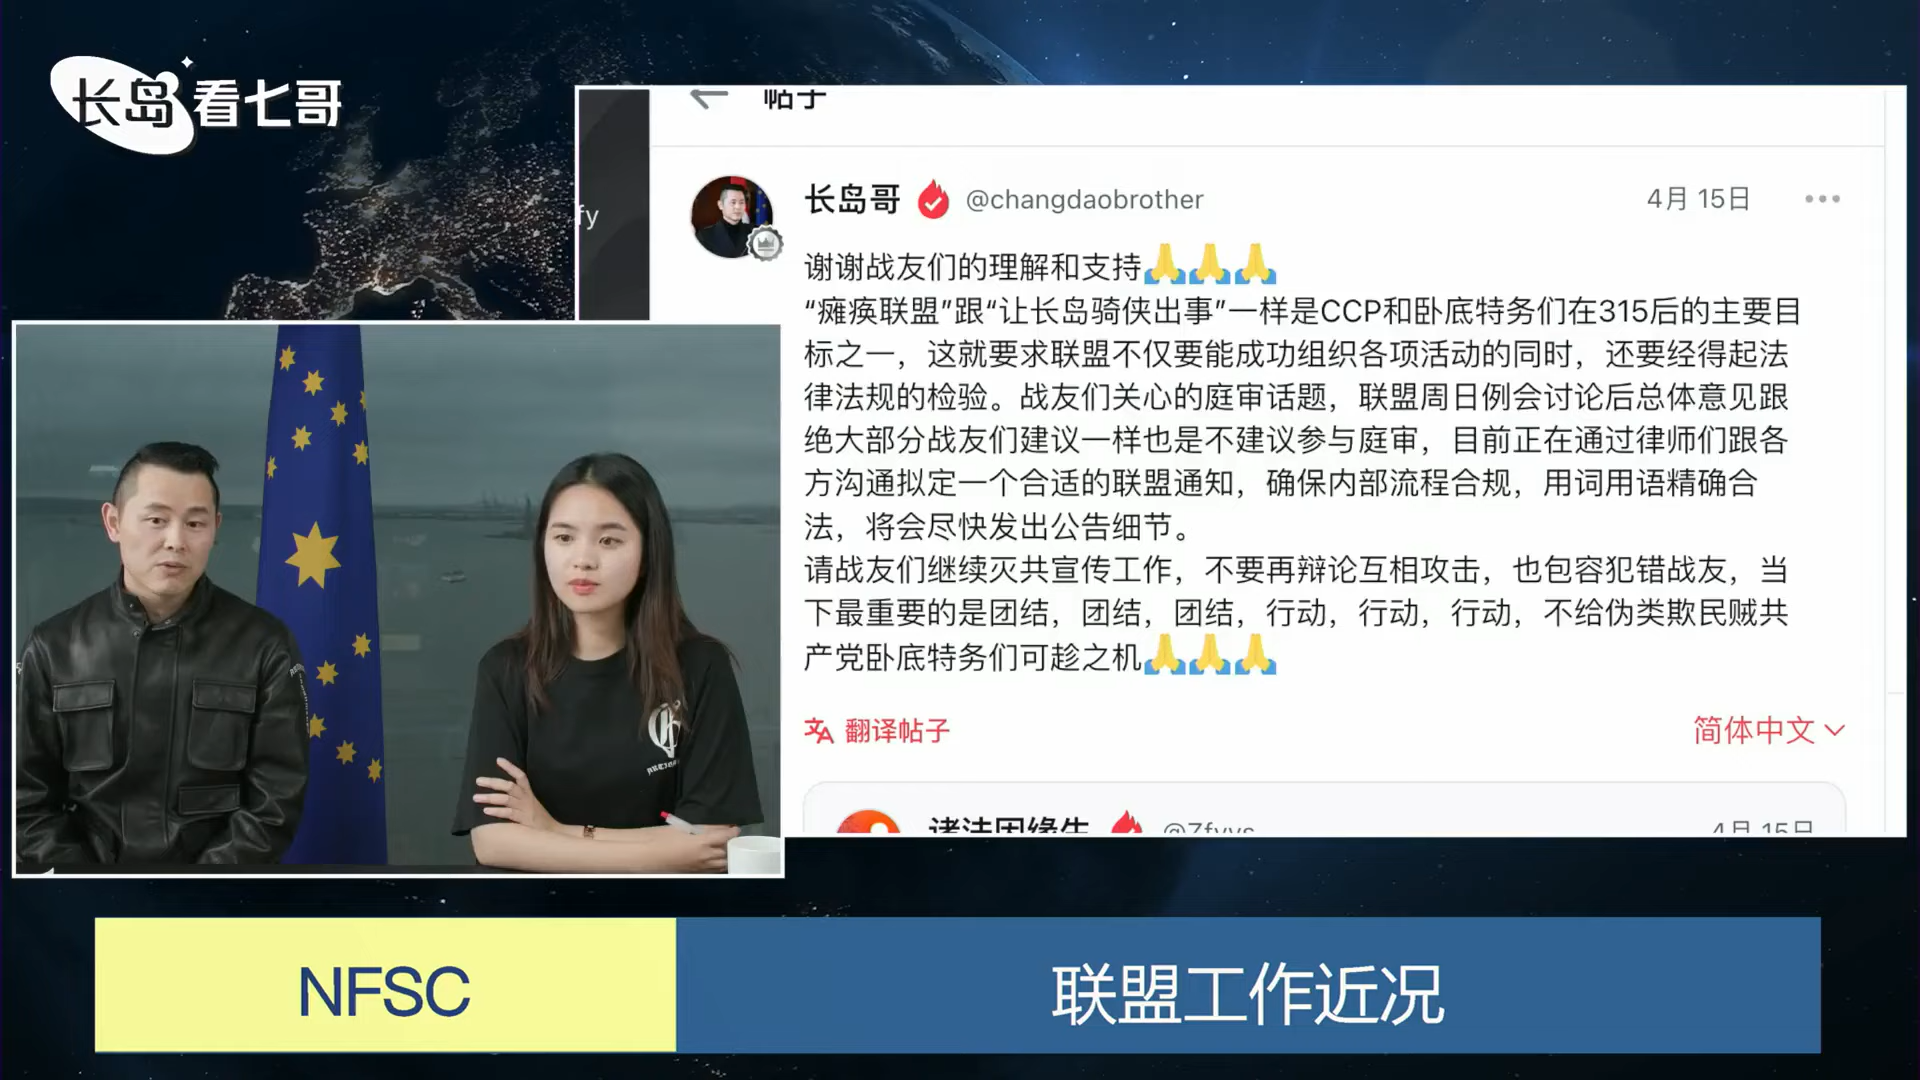 长岛看七哥
帖子
fy
长岛哥 @changdaobrother 4月 15日
谢谢战友们的理解和支持🙏🙏🙏
“瘫痪联盟”跟“让长岛骑侠出事”一样是CCP和卧底特务们在315后的主要目
标之一，这就要求联盟不仅要能成功组织各项活动的同时，还要经得起法
律法规的检验。战友们关心的庭审话题，联盟周日例会讨论后总体意见跟
绝大部分战友们建议一样也是不建议参与庭审，目前正在通过律师们跟各
方沟通拟定一个合适的联盟通知，确保内部流程合规，用词用语精确合
法，将会尽快发出公告细节。
请战友们继续灭共宣传工作，不要再辩论互相攻击，也包容犯错战友，当
下最重要的是团结，团结，团结，行动，行动，行动，不给伪类欺民贼共
产党卧底特务们可趁之机🙏🙏🙏
翻译帖子 简体中文
诸法因缘生 @Zfyys 4月 15日
NFSC
联盟工作近况